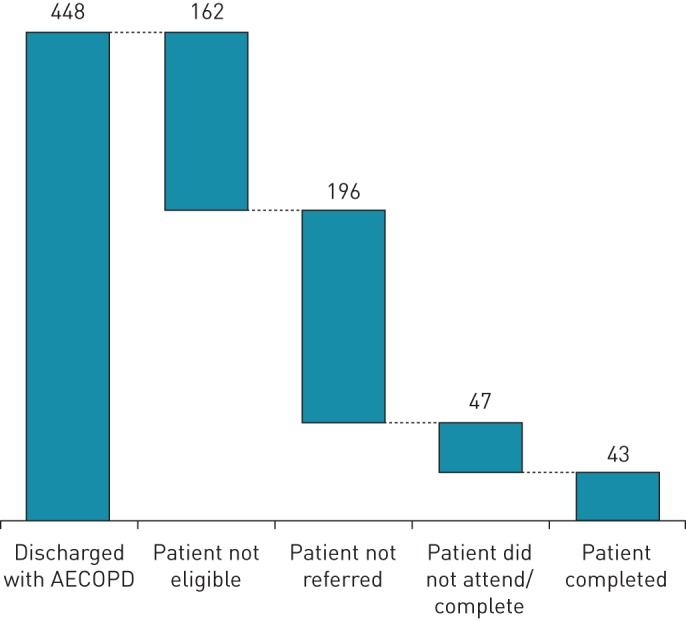 448
162
196
47
43
Discharged
with AECOPD
Patient not
eligible
Patient not
referred
Patient did
not attend/
complete
Patient
completed